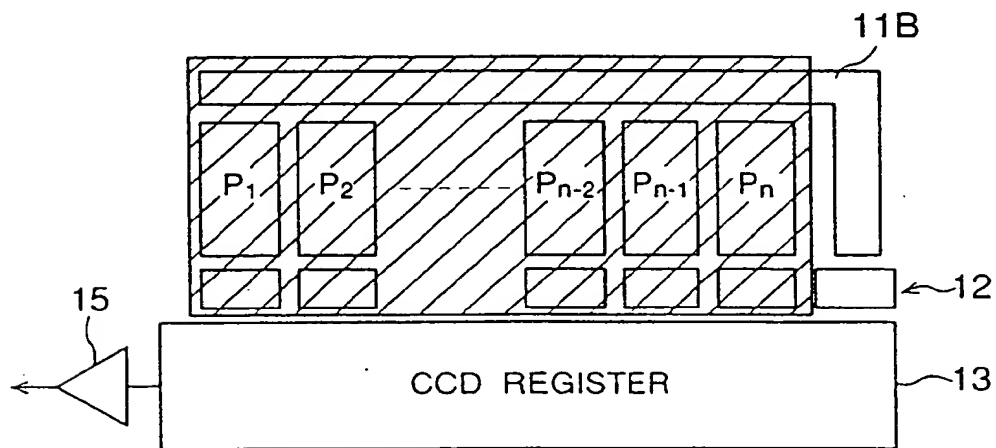 11B
P₁ P₂ Pₙ₋₂ Pₙ₋₁ Pₙ
12
15
CCD REGISTER
13